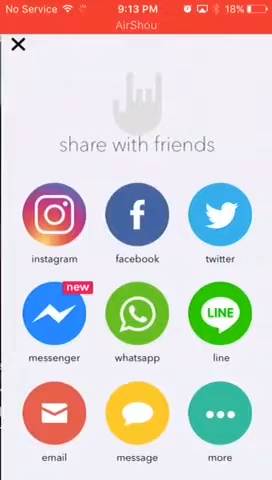 No Service 9:13 PM 18%
AirShou
share with friends
instagram facebook twitter
new
LINE
messenger whatsapp line
email message more